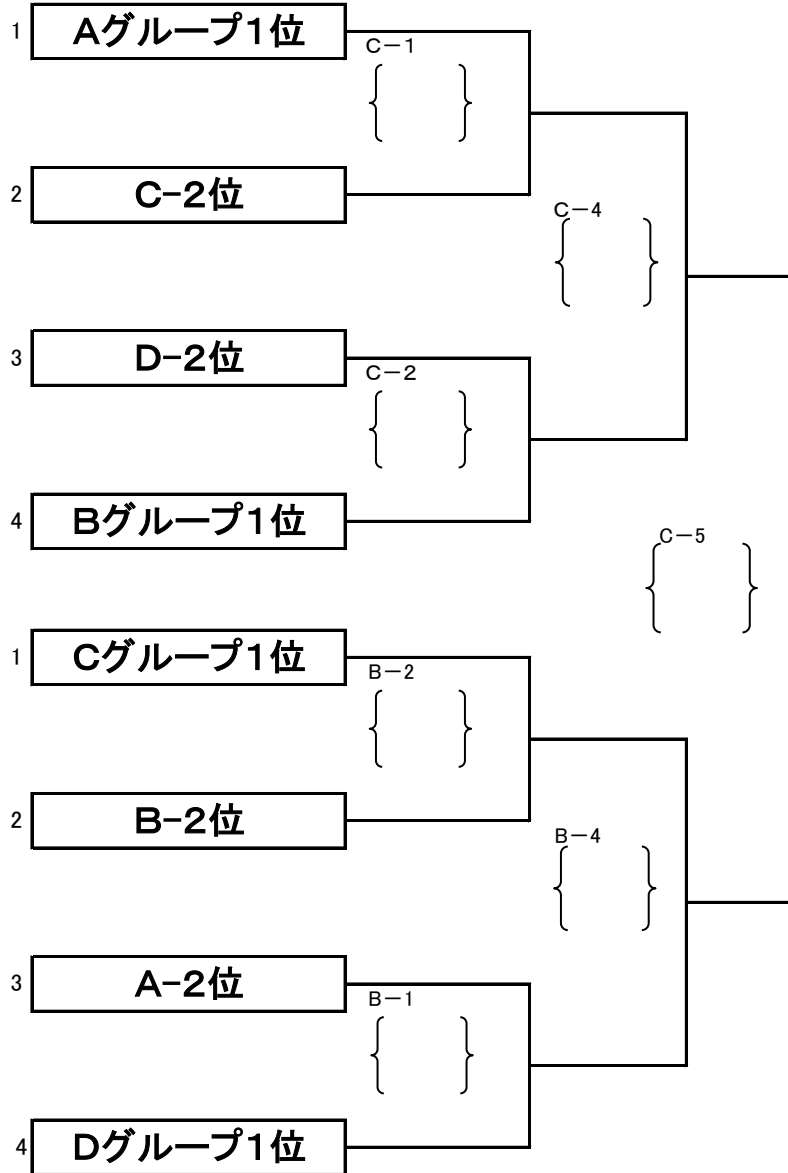 1 Aグループ1位
C－1
2 C-2位
C－4
3 D-2位
C－2
4 Bグループ1位
C－5
1 Cグループ1位
B－2
2 B-2位
B－4
3 A-2位
B－1
4 Dグループ1位